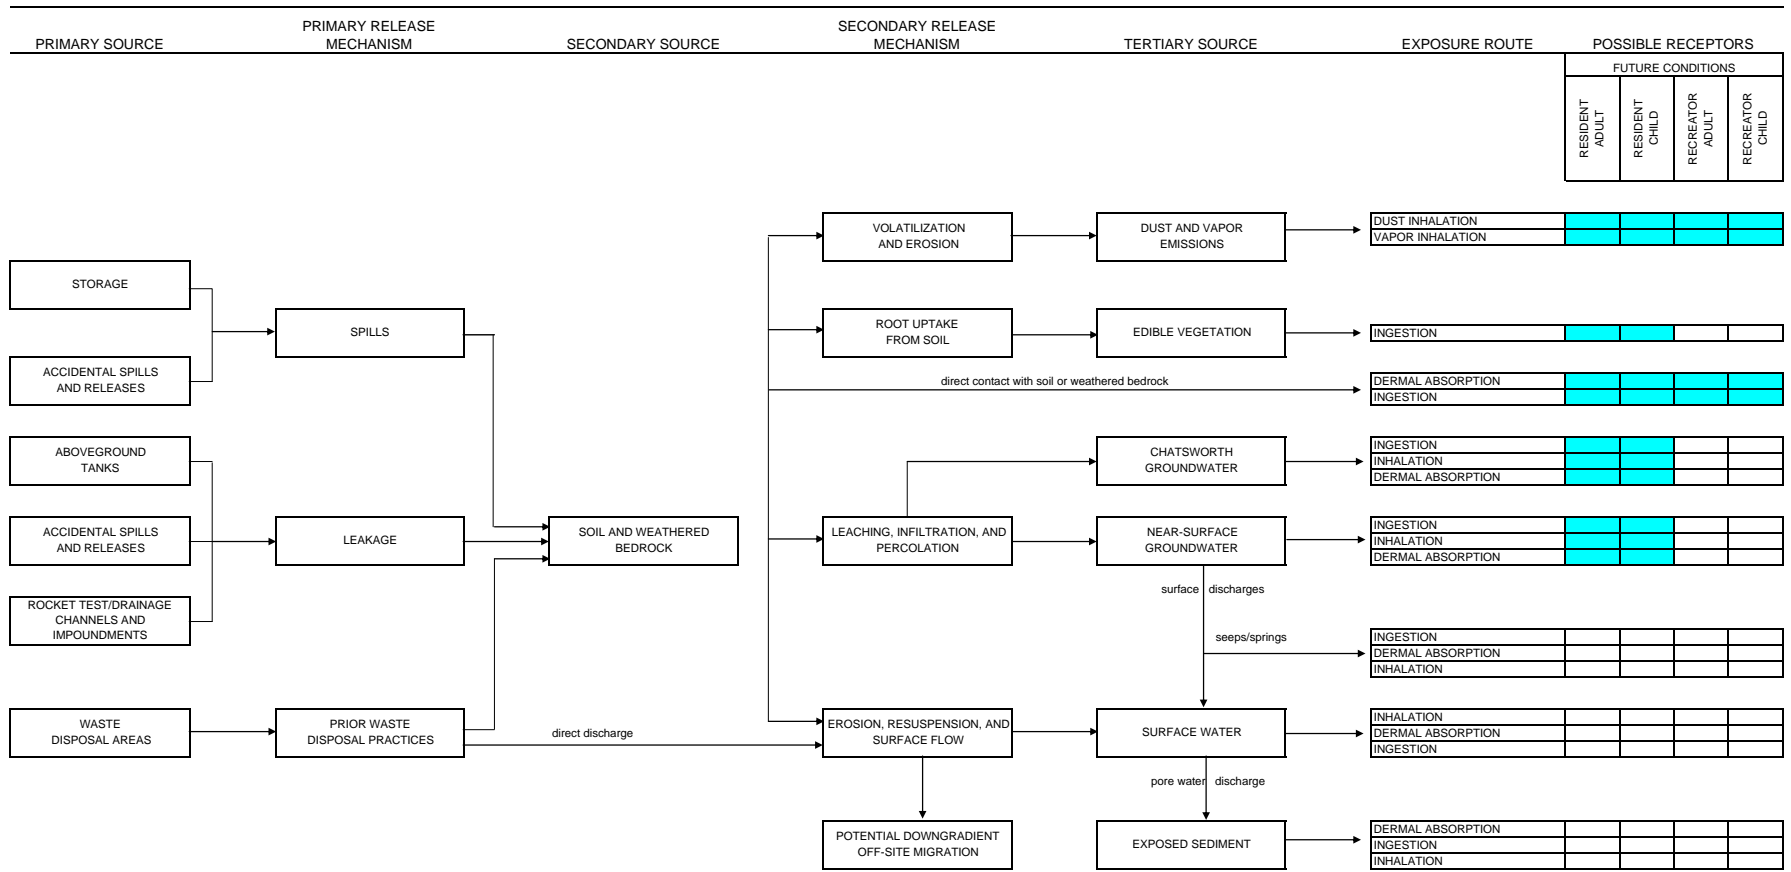 PRIMARY SOURCE
PRIMARY RELEASE
MECHANISM
SECONDARY SOURCE
SECONDARY RELEASE
MECHANISM
TERTIARY SOURCE
EXPOSURE ROUTE
POSSIBLE RECEPTORS
FUTURE CONDITIONS
RESIDENT
ADULT
RESIDENT
CHILD
RECREATOR
ADULT
RECREATOR
CHILD
VOLATILIZATION
AND EROSION
DUST AND VAPOR
EMISSIONS
DUST INHALATION
VAPOR INHALATION
STORAGE
SPILLS
ROOT UPTAKE
FROM SOIL
EDIBLE VEGETATION
INGESTION
ACCIDENTAL SPILLS
AND RELEASES
direct contact with soil or weathered bedrock
DERMAL ABSORPTION
INGESTION
ABOVEGROUND
TANKS
CHATSWORTH
GROUNDWATER
INGESTION
INHALATION
DERMAL ABSORPTION
ACCIDENTAL SPILLS
AND RELEASES
LEAKAGE
SOIL AND WEATHERED
BEDROCK
LEACHING, INFILTRATION, AND
PERCOLATION
NEAR-SURFACE
GROUNDWATER
INGESTION
INHALATION
DERMAL ABSORPTION
surface discharges
ROCKET TEST/DRAINAGE
CHANNELS AND
IMPOUNDMENTS
seeps/springs
INGESTION
DERMAL ABSORPTION
INHALATION
WASTE
DISPOSAL AREAS
PRIOR WASTE
DISPOSAL PRACTICES
direct discharge
EROSION, RESUSPENSION, AND
SURFACE FLOW
SURFACE WATER
INHALATION
DERMAL ABSORPTION
INGESTION
pore water discharge
POTENTIAL DOWNGRADIENT
OFF-SITE MIGRATION
EXPOSED SEDIMENT
DERMAL ABSORPTION
INGESTION
INHALATION